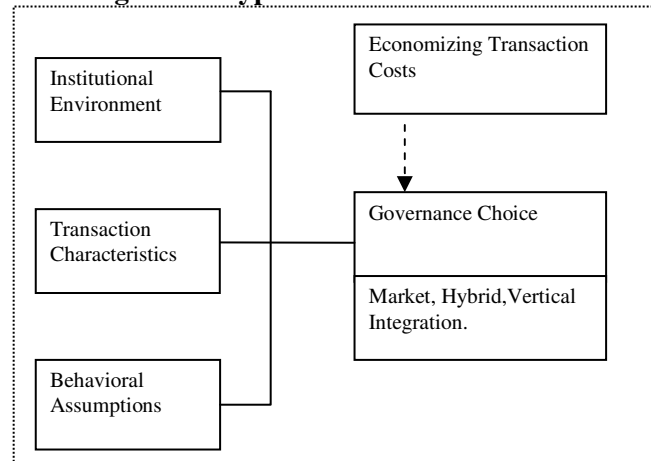 Economizing Transaction
Costs
Institutional
Environment
Governance Choice
Transaction
Characteristics
Market, Hybrid,Vertical
Integration.
Behavioral
Assumptions